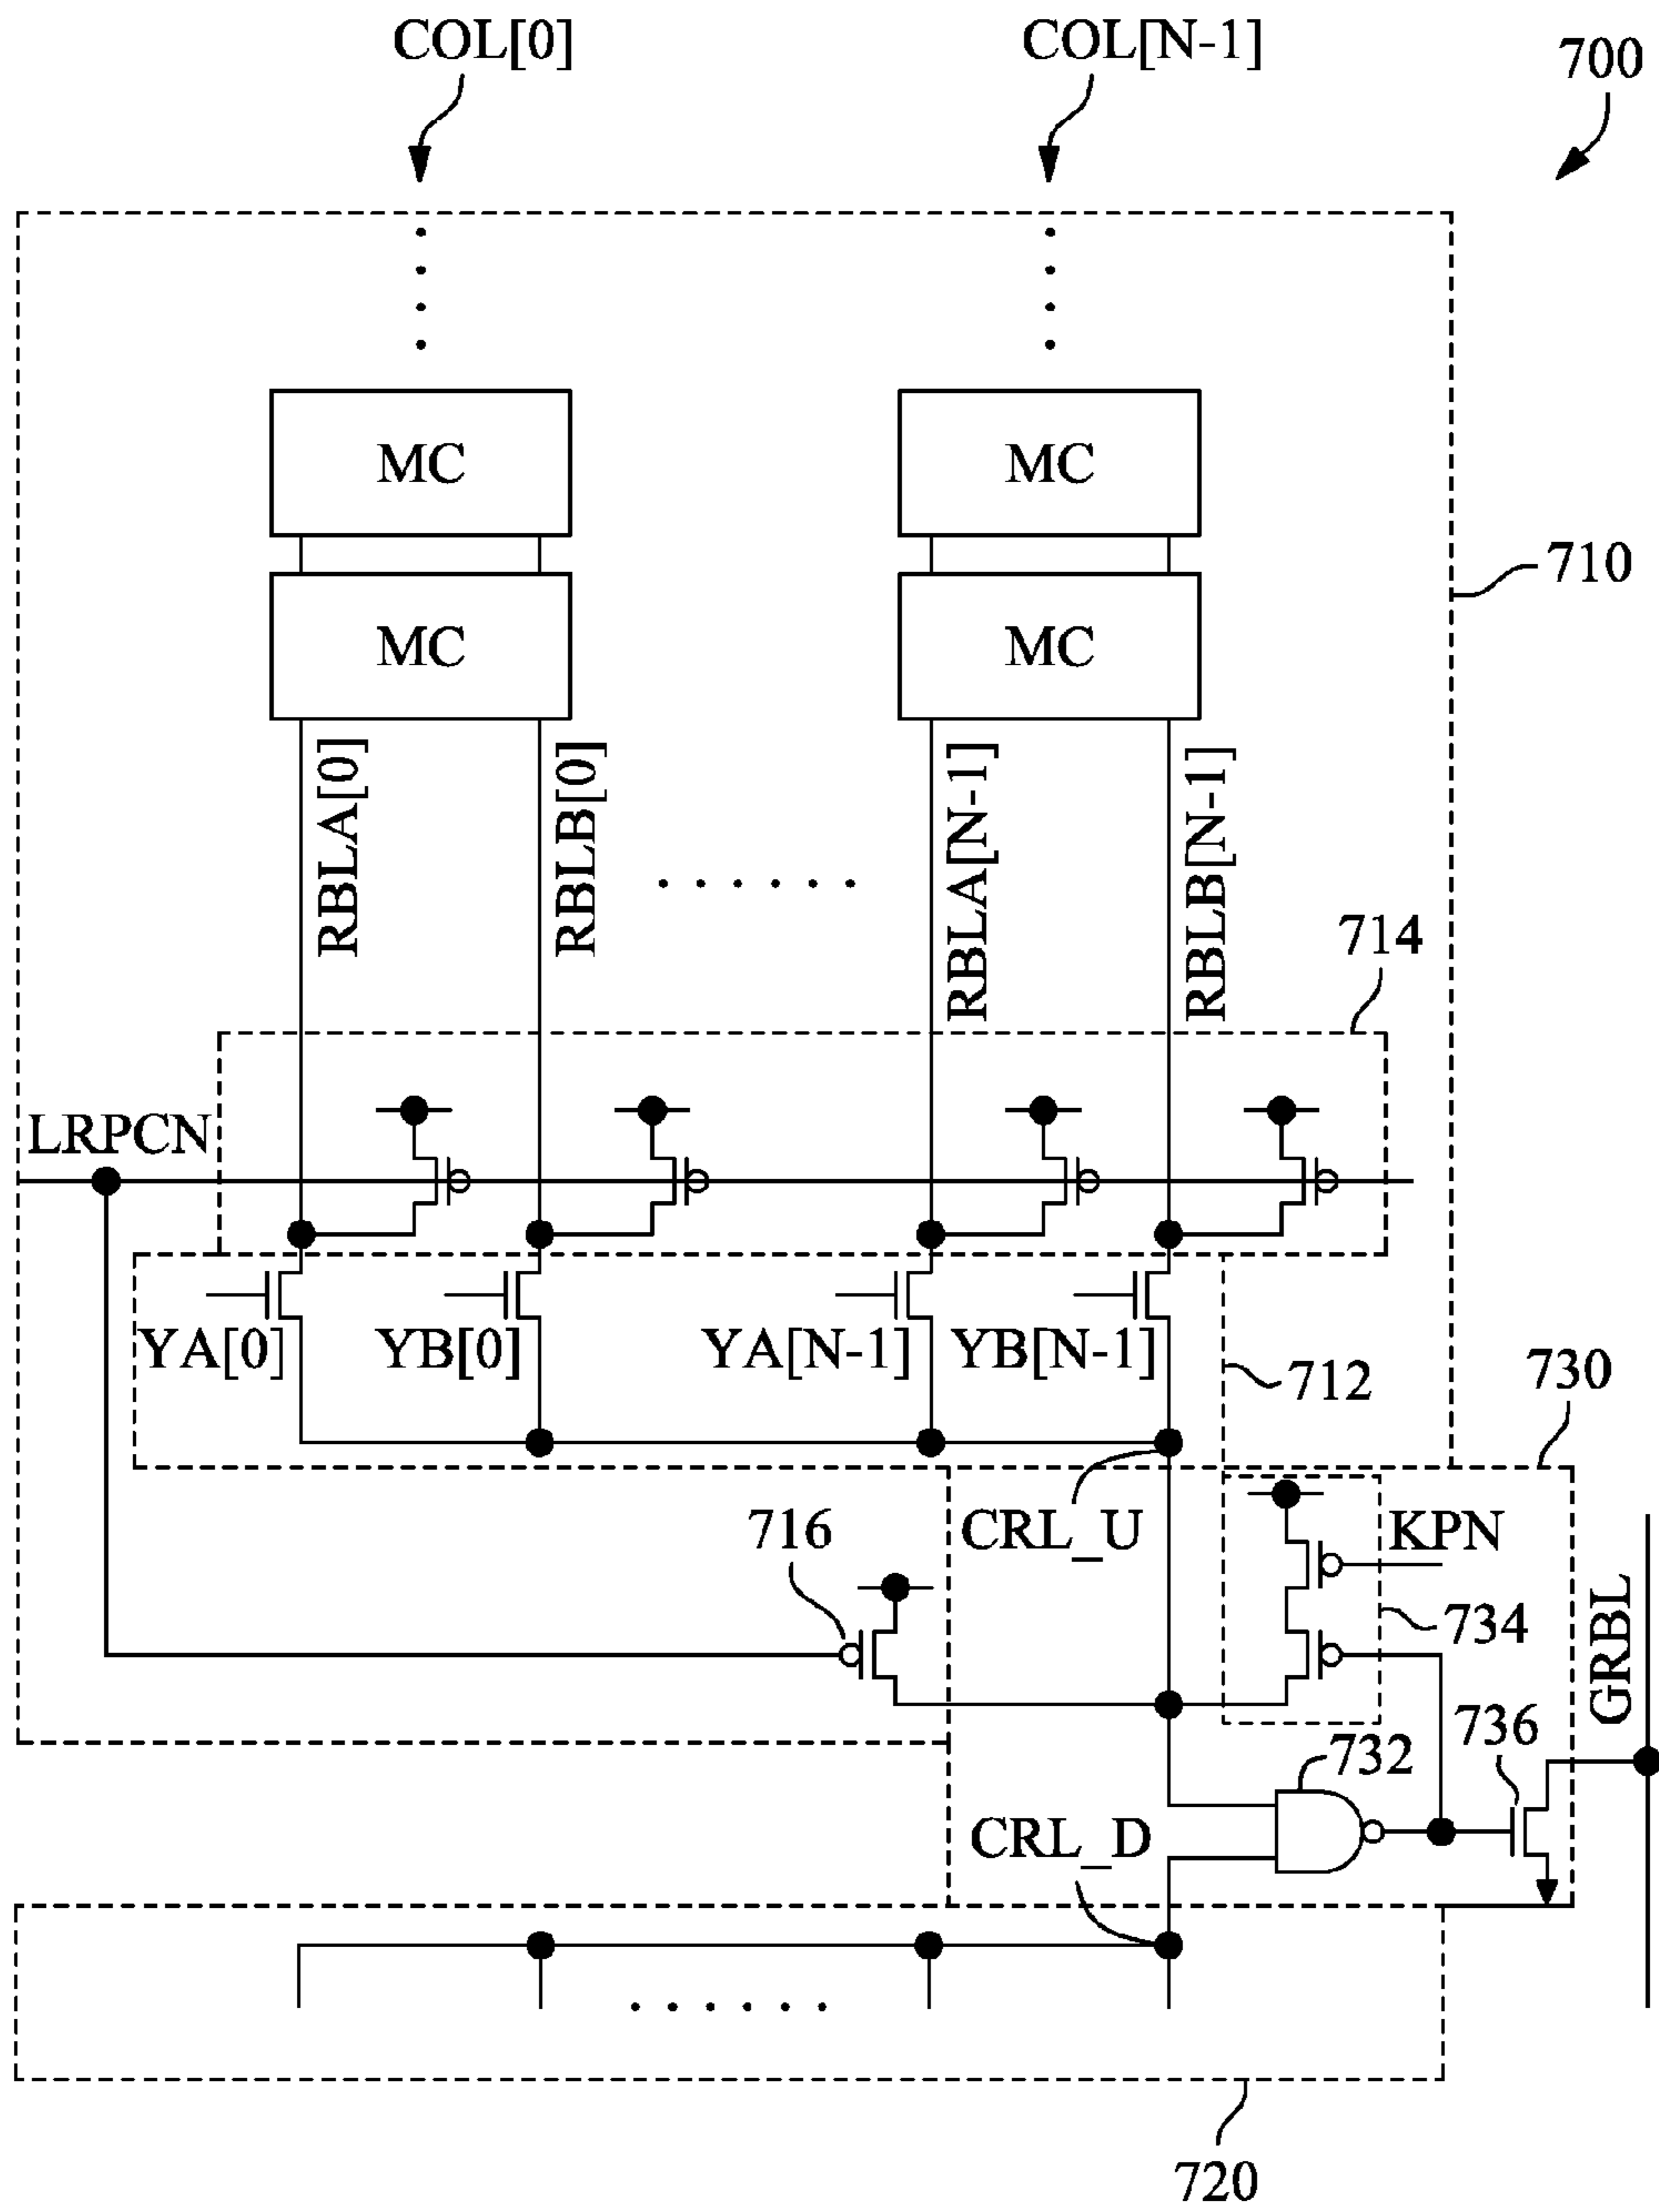 COL[0]
COL[N-1]
700
MC
MC
710
MC
MC
RBLA[0]
RBLB[0]
RBLA[N-1]
RBLB[N-1]
714
LRPCN
YA[0]
YB[0]
YA[N-1]
YB[N-1]
712
730
716
CRL_U
KPN
734
GRBL
736
732
CRL_D
720